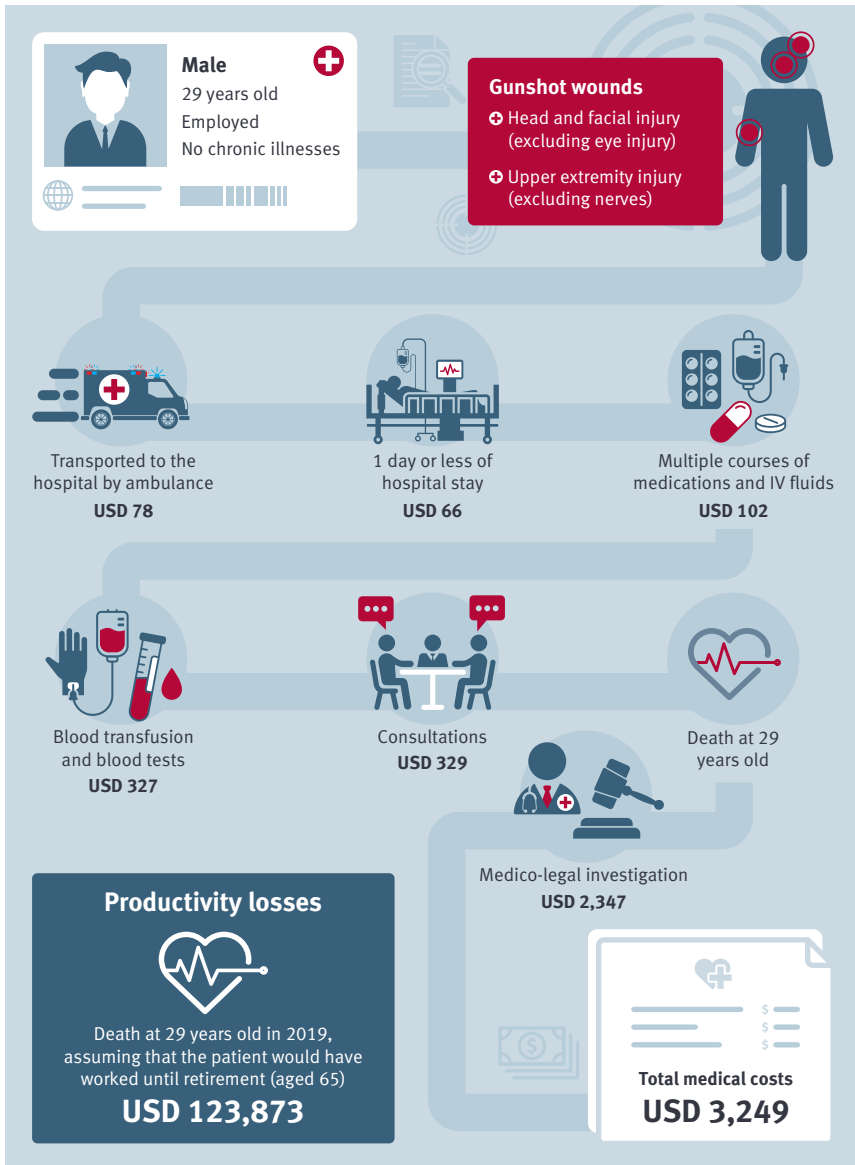 Male
29 years old
Employed
No chronic illnesses
Gunshot wounds
Head and facial injury
(excluding eye injury)
Upper extremity injury
(excluding nerves)
Transported to the
hospital by ambulance
USD 78
1 day or less of
hospital stay
USD 66
Multiple courses of
medications and IV fluids
USD 102
Blood transfusion
and blood tests
USD 327
Consultations
USD 329
Death at 29
years old
Medico-legal investigation
USD 2,347
Productivity losses
Death at 29 years old in 2019,
assuming that the patient would have
worked until retirement (aged 65)
USD 123,873
$
$
$
$
Total medical costs
USD 3,249